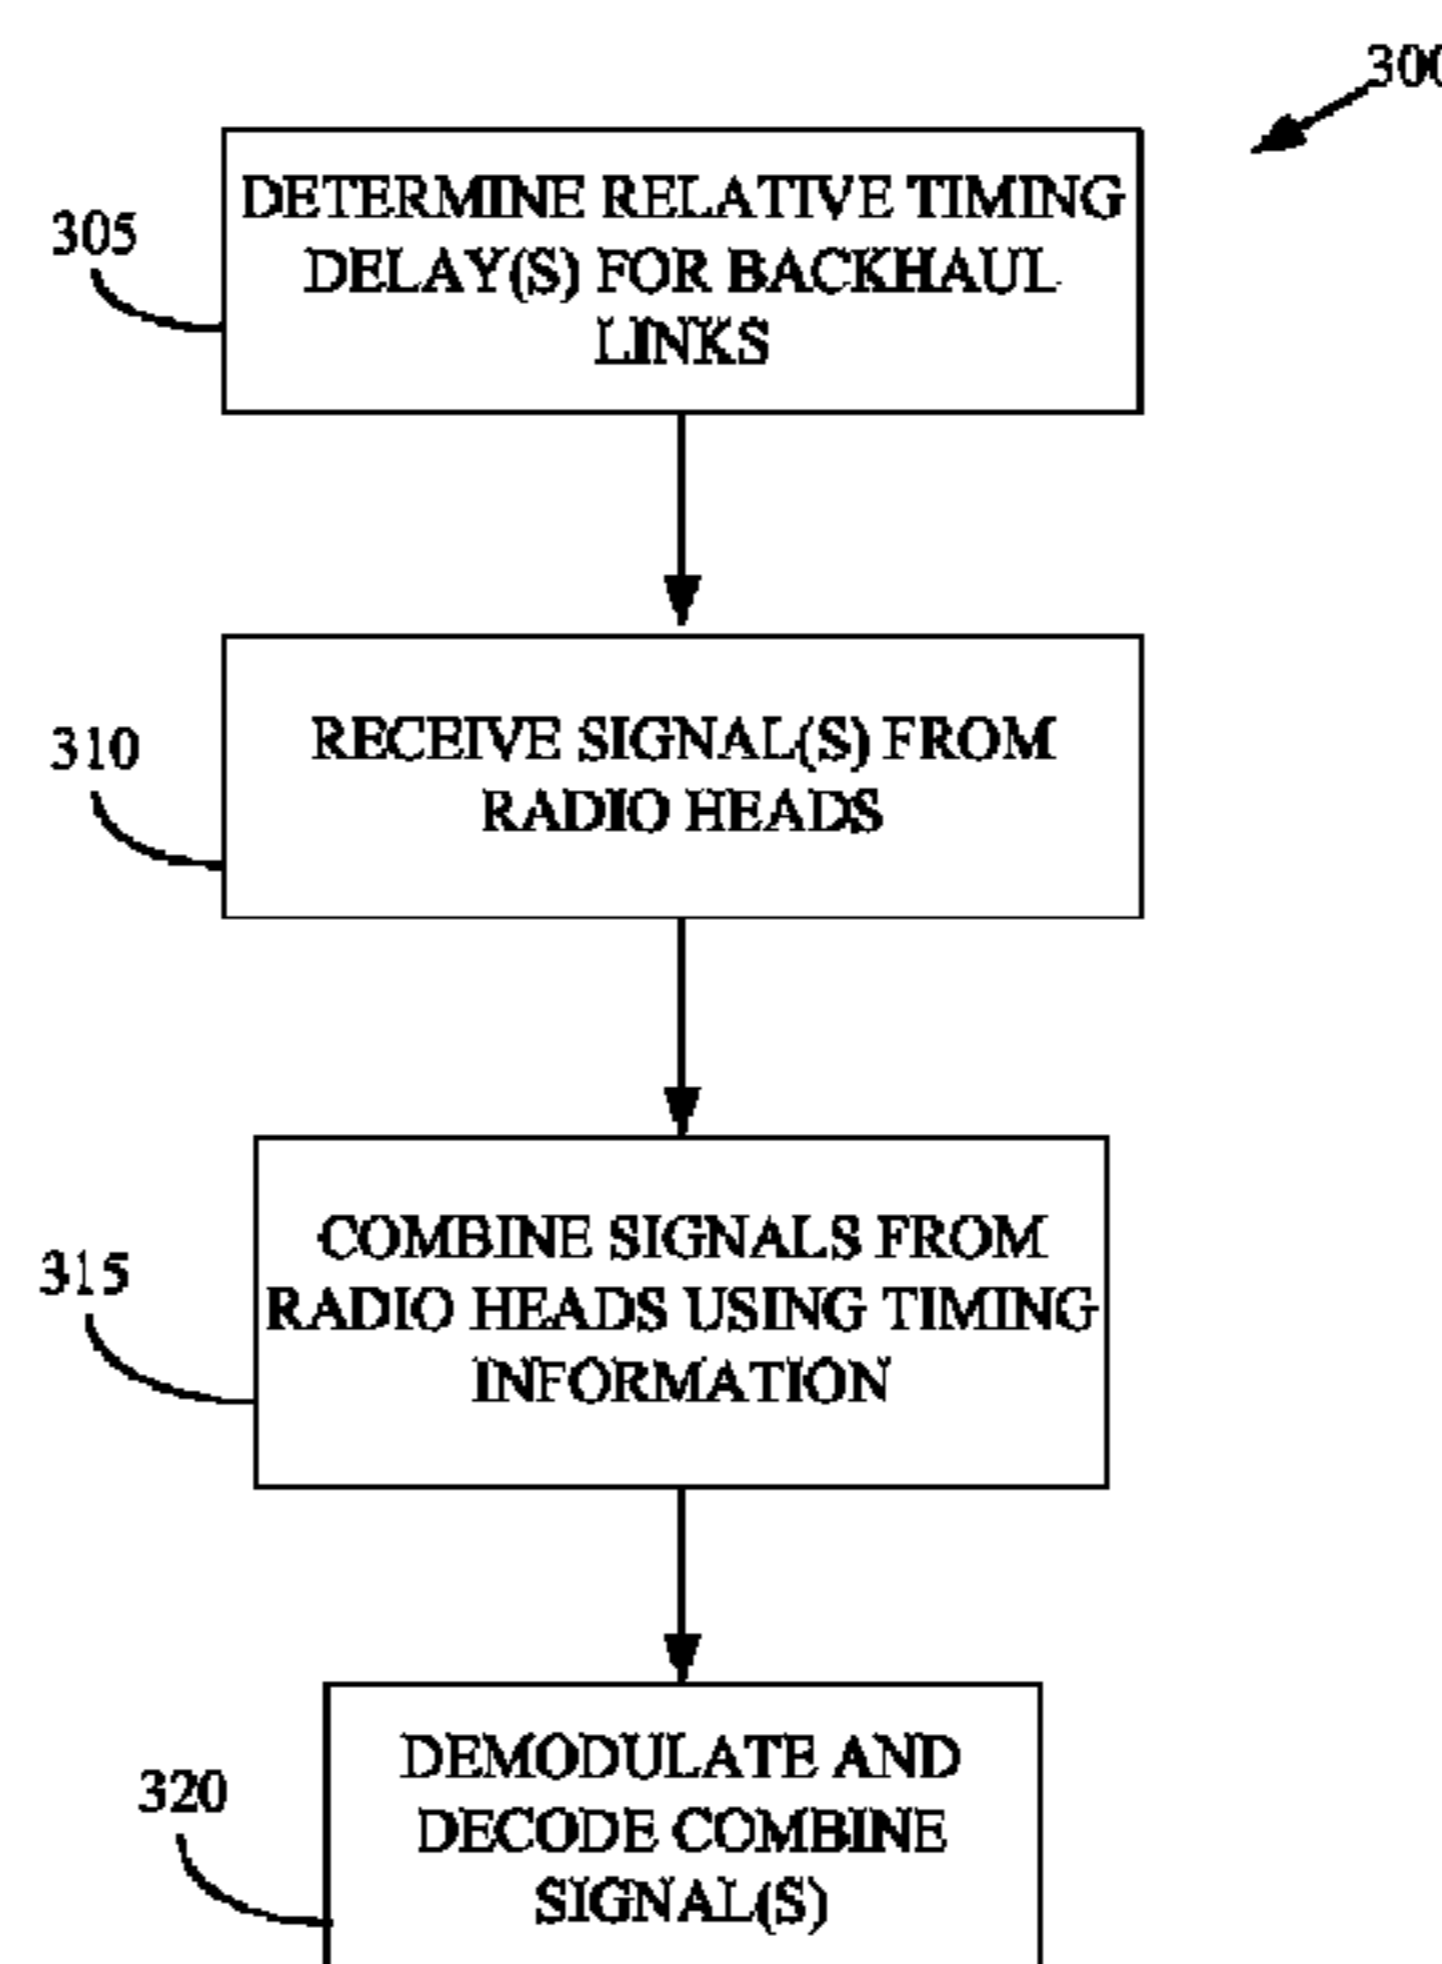 300
DETERMINE RELATIVE TIMING
DELAY(S) FOR BACKHAUL
LINKS
305
RECEIVE SIGNAL(S) FROM
RADIO HEADS
310
COMBINE SIGNALS FROM
RADIO HEADS USING TIMING
INFORMATION
315
DEMODULATE AND
DECODE COMBINE
SIGNAL(S)
320